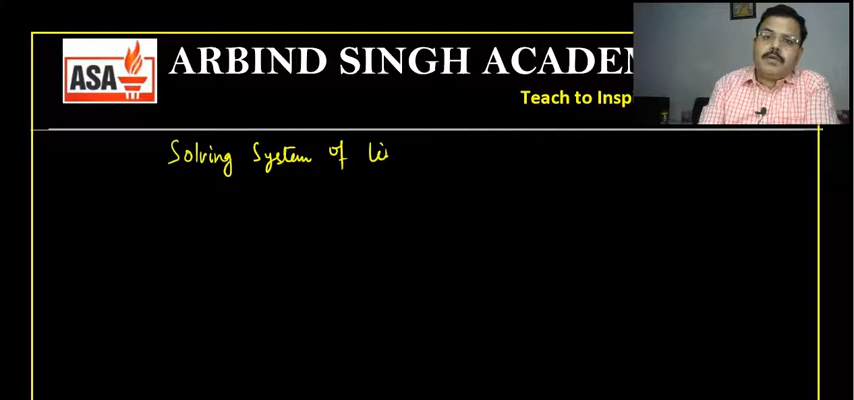 ASA
ARBIND SINGH ACADEM
Teach to Insp
Solving System of Li